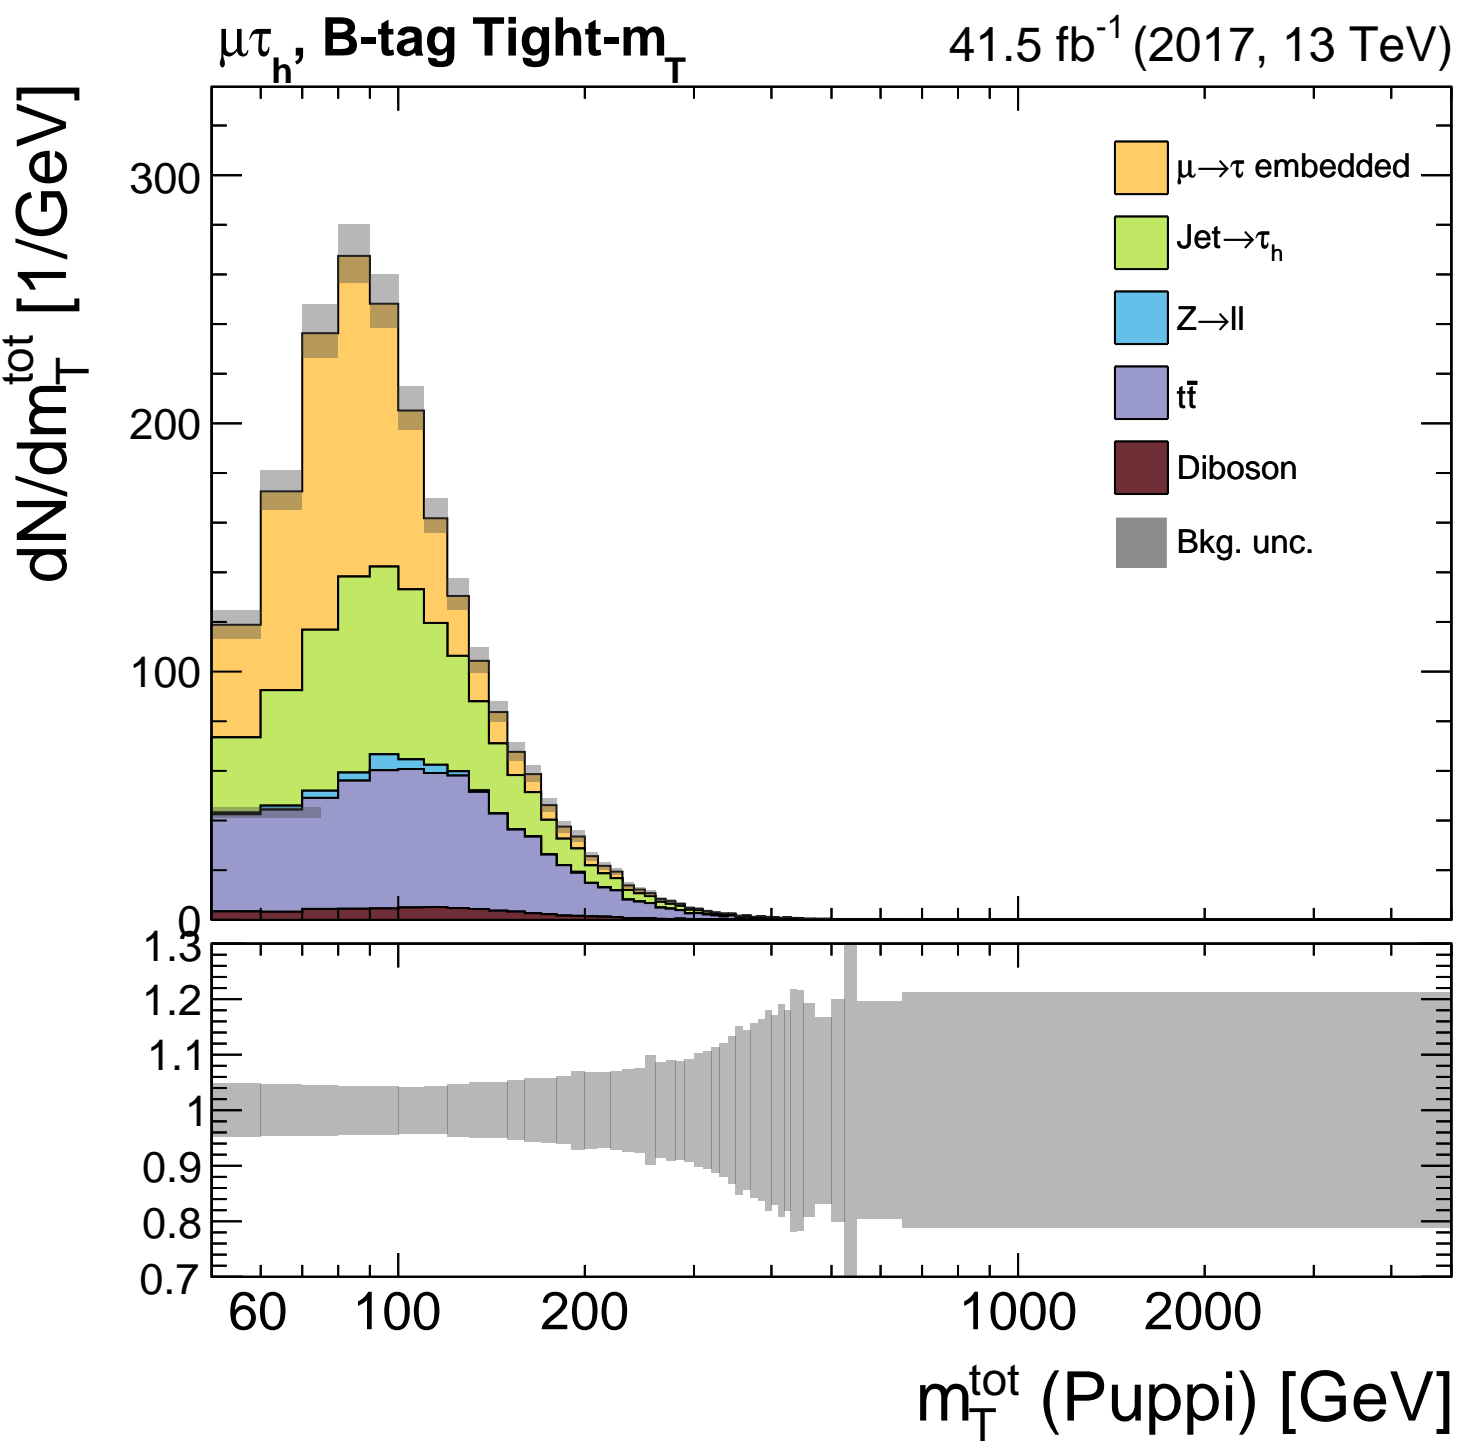 μτh, B-tag Tight-mT
41.5 fb-1 (2017, 13 TeV)
dN/dmTtot [1/GeV]
300
200
100
0
μ→τ embedded
Jet→τh
Z→ll
tt̄
Diboson
Bkg. unc.
1.3
1.2
1.1
1
0.9
0.8
0.7
60 100 200 1000 2000
mTtot (Puppi) [GeV]